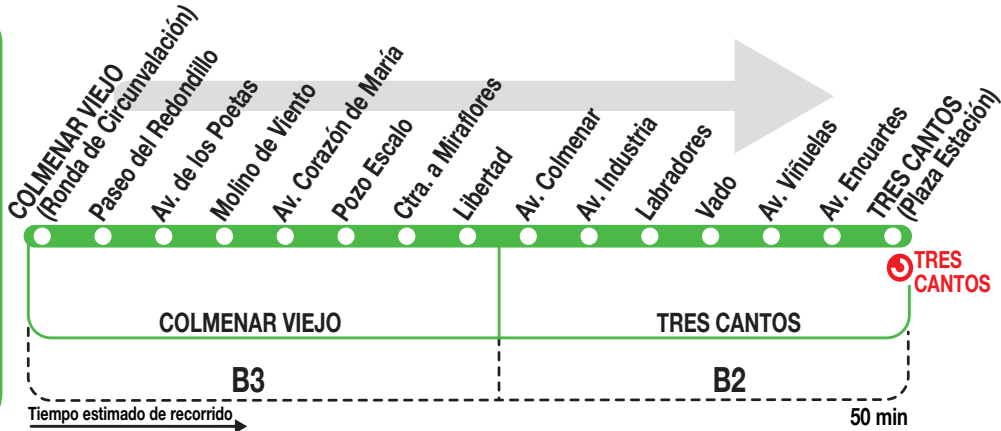 COLMENAR VIEJO
(Ronda de Circunvalación)
Paseo del Redondillo
Av. de los Poetas
Molino de Viento
Av. Corazón de María
Pozo Escalo
Ctra. a Miraflores
Libertad
Av. Colmenar
Av. Industria
Labradores
Vado
Av. Viñuelas
Av. Encuartes
TRES CANTOS
(Plaza Estación)
TRES
CANTOS
COLMENAR VIEJO
TRES CANTOS
B3
B2
Tiempo estimado de recorrido
50 min